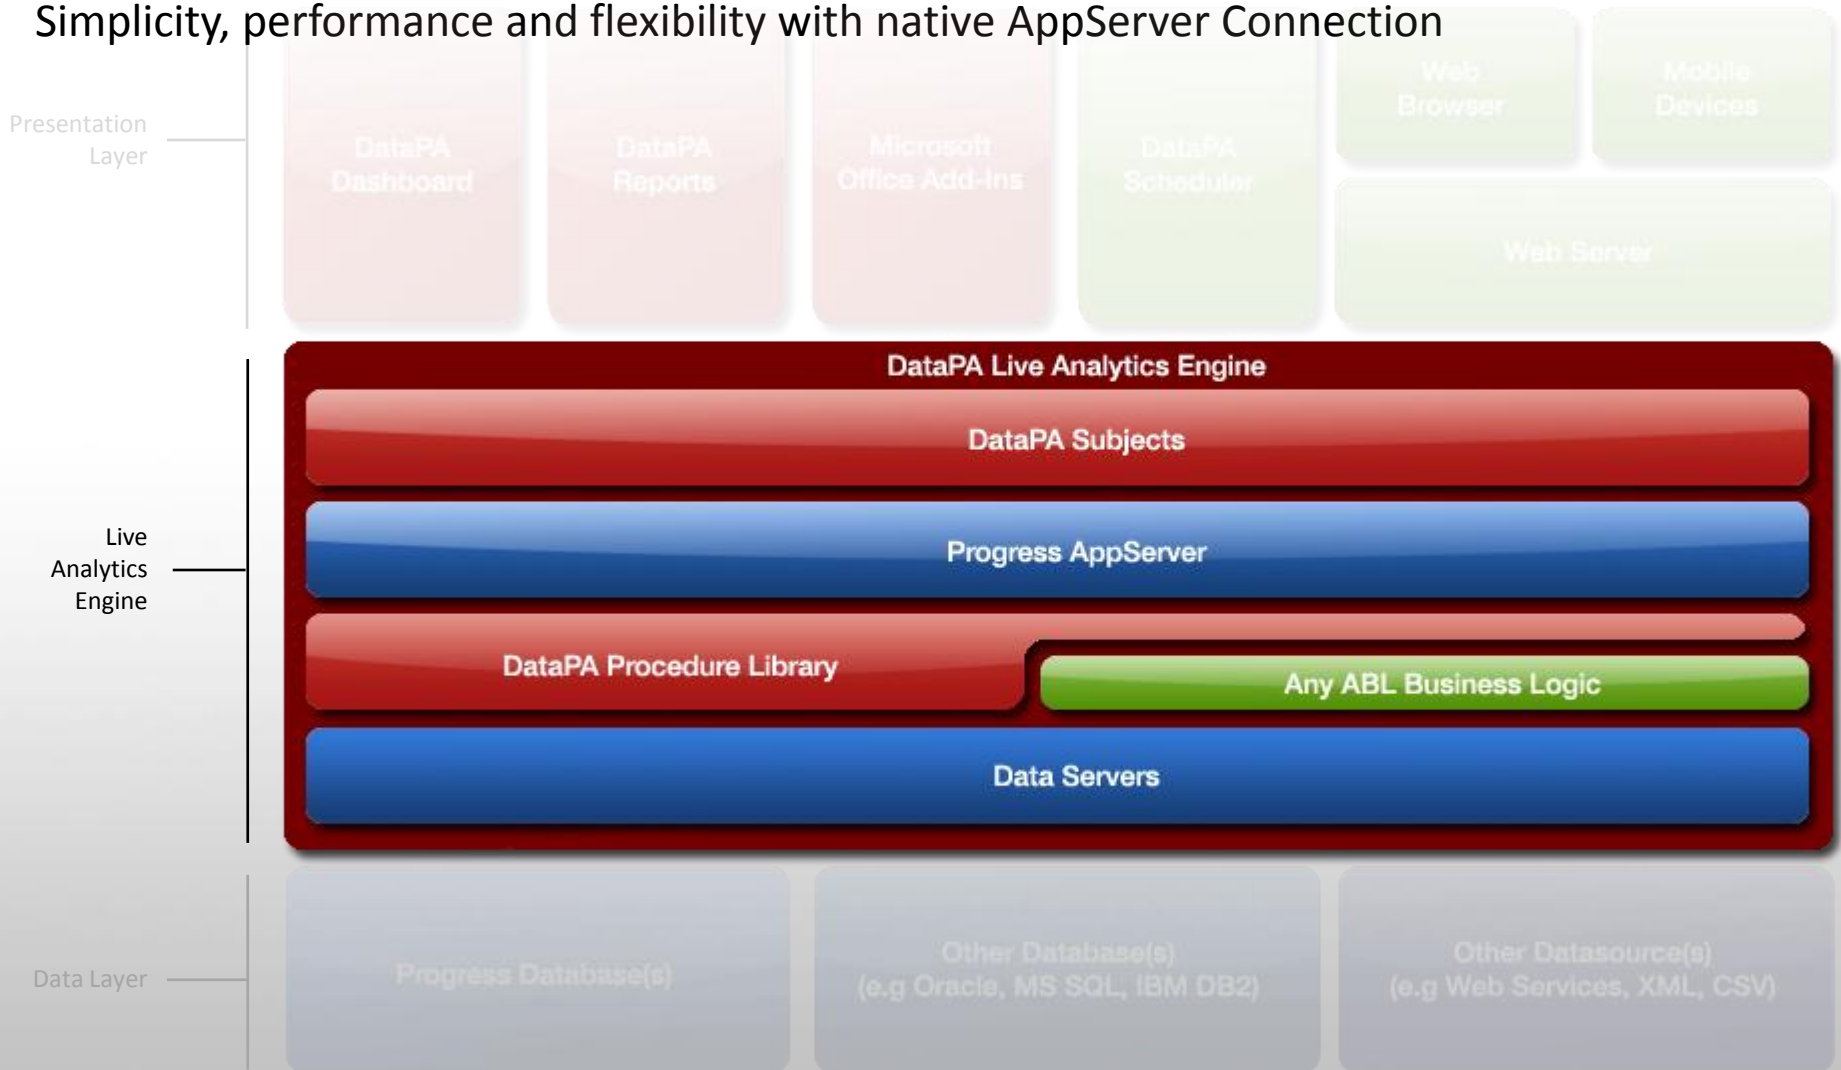 Simplicity, performance and flexibility with native AppServer Connection
Presentation
Layer
DataPA
Dashboard
DataPA
Reports
Microsoft
Office Add-Ins
DataPA
Scheduler
Web
Browser
Mobile
Devices
Web Server
Live
Analytics
Engine
DataPA Live Analytics Engine
DataPA Subjects
Progress AppServer
DataPA Procedure Library
Any ABL Business Logic
Data Servers
Data Layer
Progress Database(s)
Other Database(s)
(e.g Oracle, MS SQL, IBM DB2)
Other Datasource(s)
(e.g Web Services, XML, CSV)